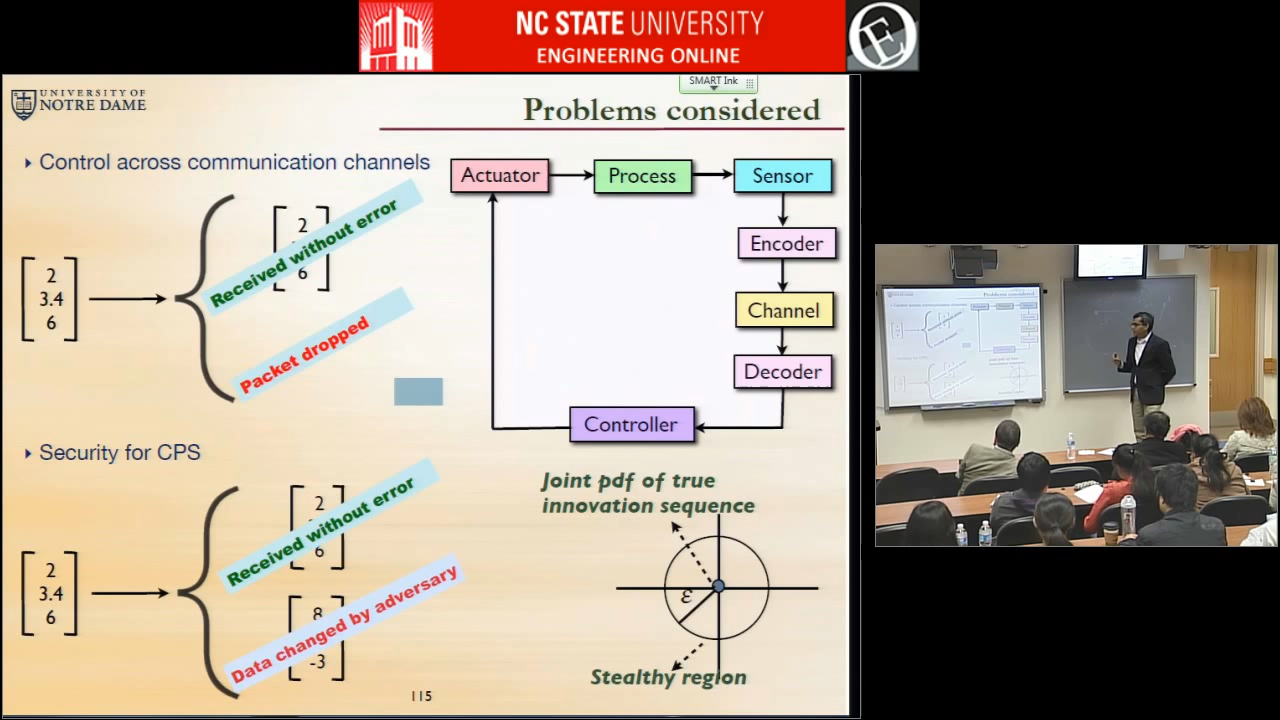 NC STATE UNIVERSITY
ENGINEERING ONLINE
SMART Ink
UNIVERSITY OF
NOTRE DAME
Problems considered
Control across communication channels
2
3.4
6
2
6
Received without error
Packet dropped
Actuator
Process
Sensor
Encoder
Channel
Decoder
Controller
Security for CPS
2
3.4
6
2
6
Received without error
8
-3
Data changed by adversary
Joint pdf of true
innovation sequence
ε
Stealthy region
115
Problems considered